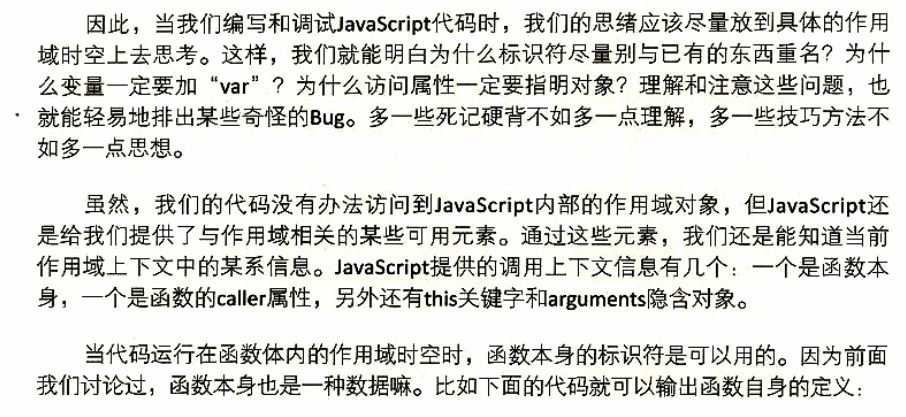 因此，当我们编写和调试JavaScript代码时，我们的思绪应该尽量放到具体的作用
域时空上去思考。这样，我们就能明白为什么标识符尽量别与已有的东西重名？为什
么变量一定要加“var”？为什么访问属性一定要指明对象？理解和注意这些问题，也
就能轻易地排出某些奇怪的Bug。多一些死记硬背不如多一点理解，多一些技巧方法不
如多一点思想。
虽然，我们的代码没有办法访问到JavaScript内部的作用域对象，但JavaScript还
是给我们提供了与作用域相关的某些可用元素。通过这些元素，我们还是能知道当前
作用域上下文中的某系信息。JavaScript提供的调用上下文信息有几个：一个是函数本
身，一个是函数的caller属性，另外还有this关键字和arguments隐含对象。
当代码运行在函数体内的作用域时空时，函数本身的标识符是可以用的。因为前面
我们讨论过，函数本身也是一种数据嘛。比如下面的代码就可以输出函数自身的定义：